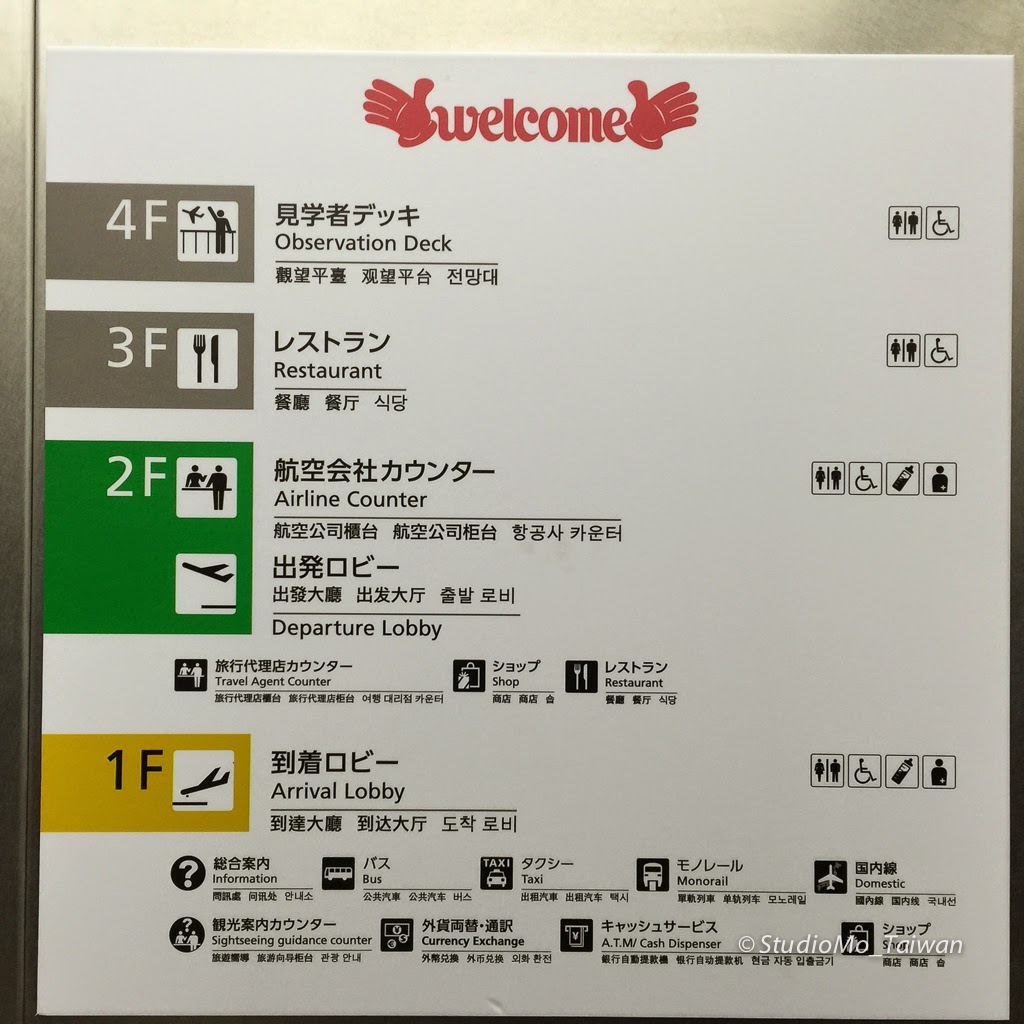 welcome
4F
見学者デッキ
Observation Deck
觀望平臺 观望平台 전망대
3F
レストラン
Restaurant
餐廳 餐厅 식당
2F
航空会社カウンター
Airline Counter
航空公司櫃台 航空公司柜台 항공사 카운터
出発ロビー
出發大廳 出发大厅 출발 로비
Departure Lobby
旅行代理店カウンター
Travel Agent Counter
旅行代理店櫃台 旅行代理店柜台 여행 대리점 카운터
ショップ
Shop
商店 商店 숍
レストラン
Restaurant
餐廳 餐厅 식당
1F
到着ロビー
Arrival Lobby
到達大廳 到达大厅 도착 로비
?
総合案内
Information
問訊處 问讯处 안내소
バス
Bus
公共汽車 公共汽车 버스
TAXI
タクシー
Taxi
出租汽車 出租汽车 택시
モノレール
Monorail
單軌列車 单轨列车 모노레일
国内線
Domestic
國內線 国内线 국내선
?
観光案内カウンター
Sightseeing guidance counter
旅遊嚮導 旅游向导柜台 관광 안내
外貨両替・通訳
Currency Exchange
外幣兌換 外币兑换 외화 환전
キャッシュサービス
A.T.M/ Cash Dispenser
銀行自動提款機 银行自动提款机 현금 자동 입출금기
ショップ
商店 商店 숍
© StudioMo_Taiwan